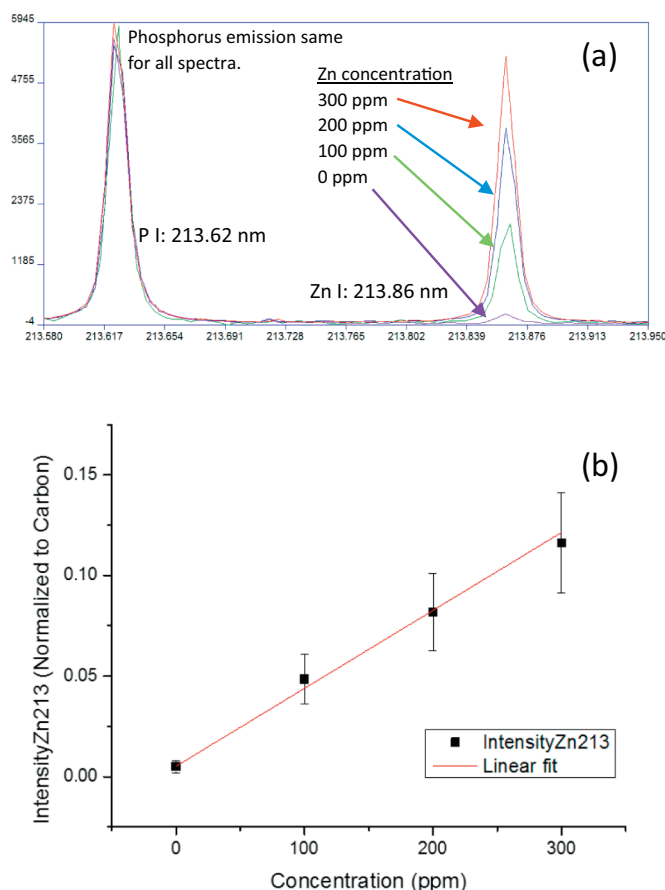 5945
4755
3565
2375
1185
-4
Phosphorus emission same
for all spectra.
(a)
Zn concentration
300 ppm
200 ppm
100 ppm
0 ppm
P I: 213.62 nm
Zn I: 213.86 nm
213.580 213.617 213.654 213.691 213.728 213.765 213.802 213.839 213.876 213.913 213.950
(b)
IntensityZn213 (Normalized to Carbon)
0.15
0.10
0.05
0.00
IntensityZn213
Linear fit
0 100 200 300
Concentration (ppm)